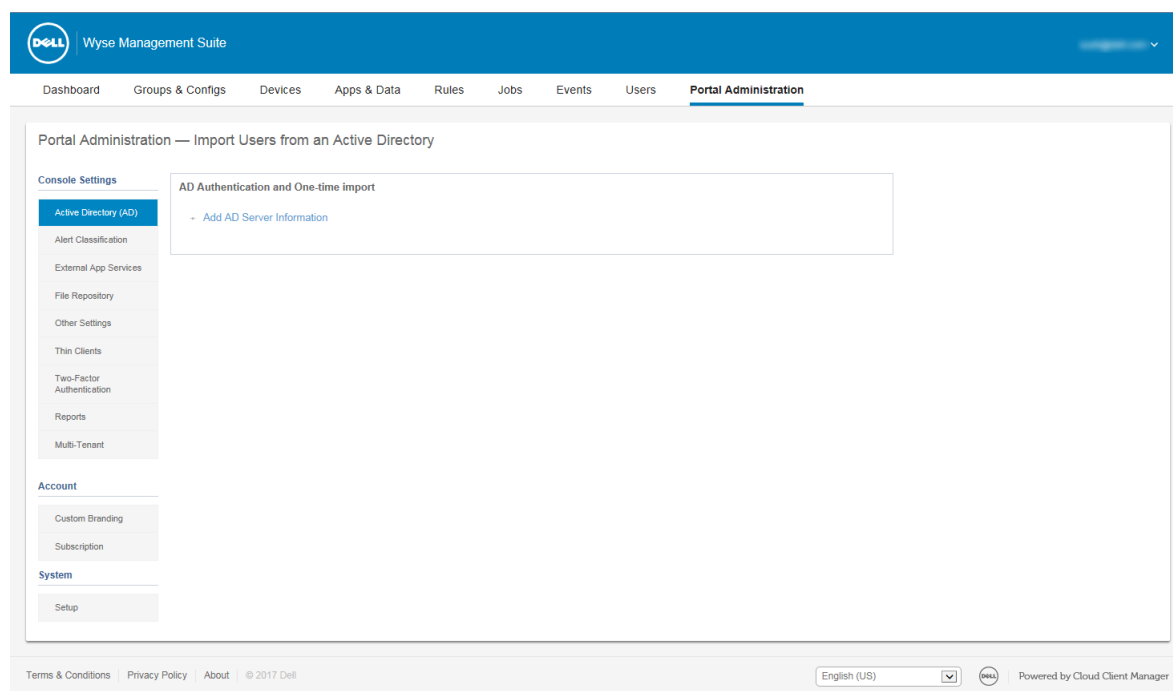 DELL
Wyse Management Suite
Dashboard Groups & Configs Devices Apps & Data Rules Jobs Events Users Portal Administration
Portal Administration — Import Users from an Active Directory
Console Settings
Active Directory (AD)
Alert Classification
External App Services
File Repository
Other Settings
Thin Clients
Two-Factor
Authentication
Reports
Multi-Tenant
Account
Custom Branding
Subscription
System
Setup
AD Authentication and One-time import
+ Add AD Server Information
Terms & Conditions Privacy Policy About © 2017 Dell
English (US)
DELL
Powered by Cloud Client Manager